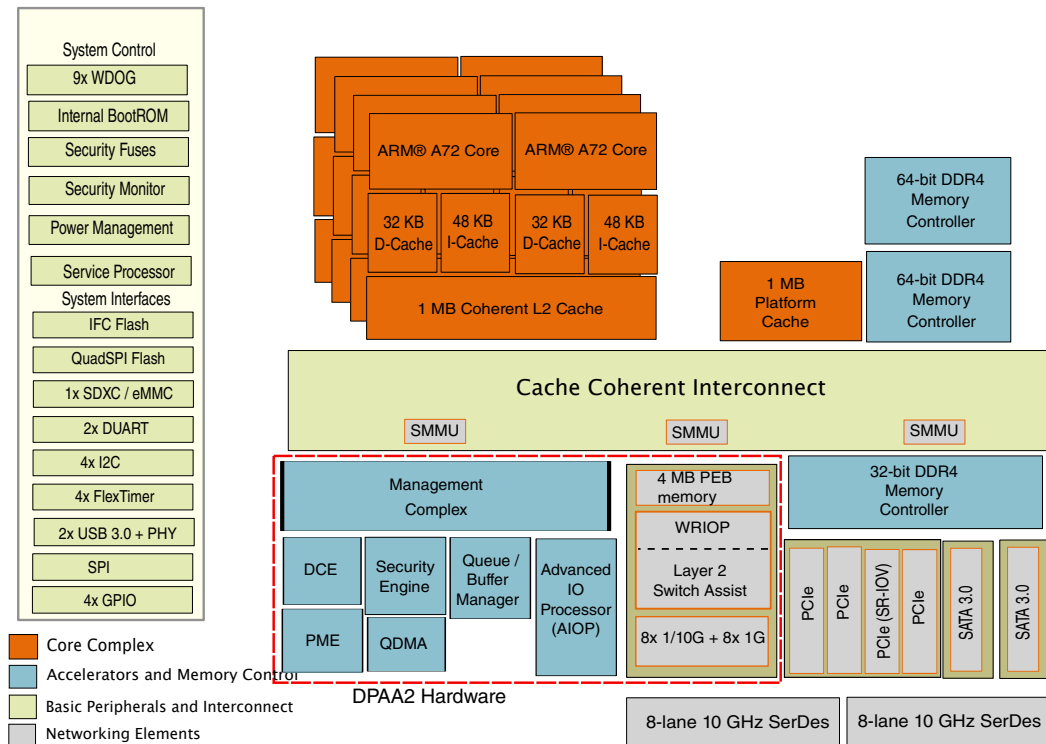 System Control
9x WDOG
Internal BootROM
Security Fuses
Security Monitor
Power Management
Service Processor
System Interfaces
IFC Flash
QuadSPI Flash
1x SDXC / eMMC
2x DUART
4x I2C
4x FlexTimer
2x USB 3.0 + PHY
SPI
4x GPIO
Core Complex
Accelerators and Memory Control
Basic Peripherals and Interconnect
Networking Elements
ARM® A72 Core
ARM® A72 Core
32 KB
D-Cache
48 KB
I-Cache
32 KB
D-Cache
48 KB
I-Cache
1 MB Coherent L2 Cache
64-bit DDR4
Memory
Controller
1 MB
Platform
Cache
64-bit DDR4
Memory
Controller
Cache Coherent Interconnect
SMMU
SMMU
SMMU
Management
Complex
DCE
Security
Engine
Queue /
Buffer
Manager
Advanced
IO
Processor
(AIOP)
PME
QDMA
DPAA2 Hardware
4 MB PEB
memory
WRIOP
Layer 2
Switch Assist
8x 1/10G + 8x 1G
32-bit DDR4
Memory
Controller
PCIe
PCIe
PCIe (SR-IOV)
PCIe
SATA 3.0
SATA 3.0
8-lane 10 GHz SerDes
8-lane 10 GHz SerDes